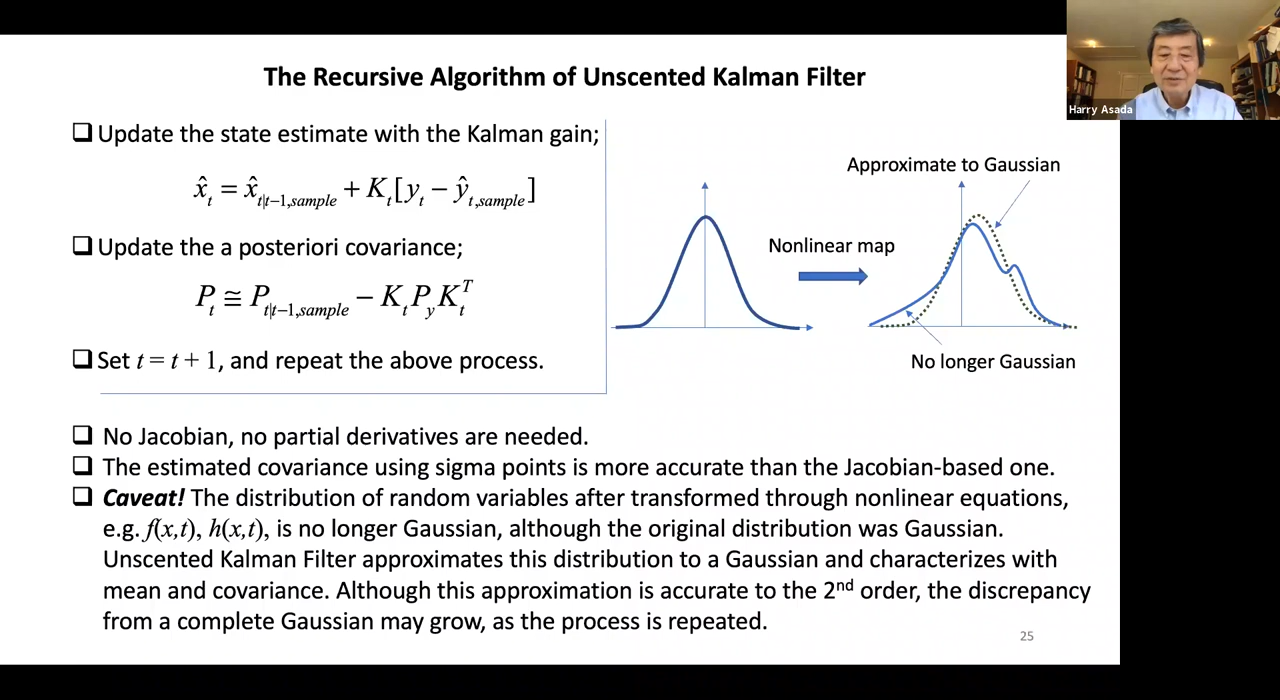 The Recursive Algorithm of Unscented Kalman Filter
Harry Asada
❑ Update the state estimate with the Kalman gain;
x̂_t = x̂_{t|t−1,sample} + K_t[y_t − ŷ_{t,sample}]
❑ Update the a posteriori covariance;
P_t ≅ P_{t|t−1,sample} − K_t P_y K_t^T
❑ Set t = t + 1, and repeat the above process.
Approximate to Gaussian
Nonlinear map
No longer Gaussian
❑ No Jacobian, no partial derivatives are needed.
❑ The estimated covariance using sigma points is more accurate than the Jacobian-based one.
❑ Caveat! The distribution of random variables after transformed through nonlinear equations,
e.g. f(x,t), h(x,t), is no longer Gaussian, although the original distribution was Gaussian.
Unscented Kalman Filter approximates this distribution to a Gaussian and characterizes with
mean and covariance. Although this approximation is accurate to the 2nd order, the discrepancy
from a complete Gaussian may grow, as the process is repeated.
25